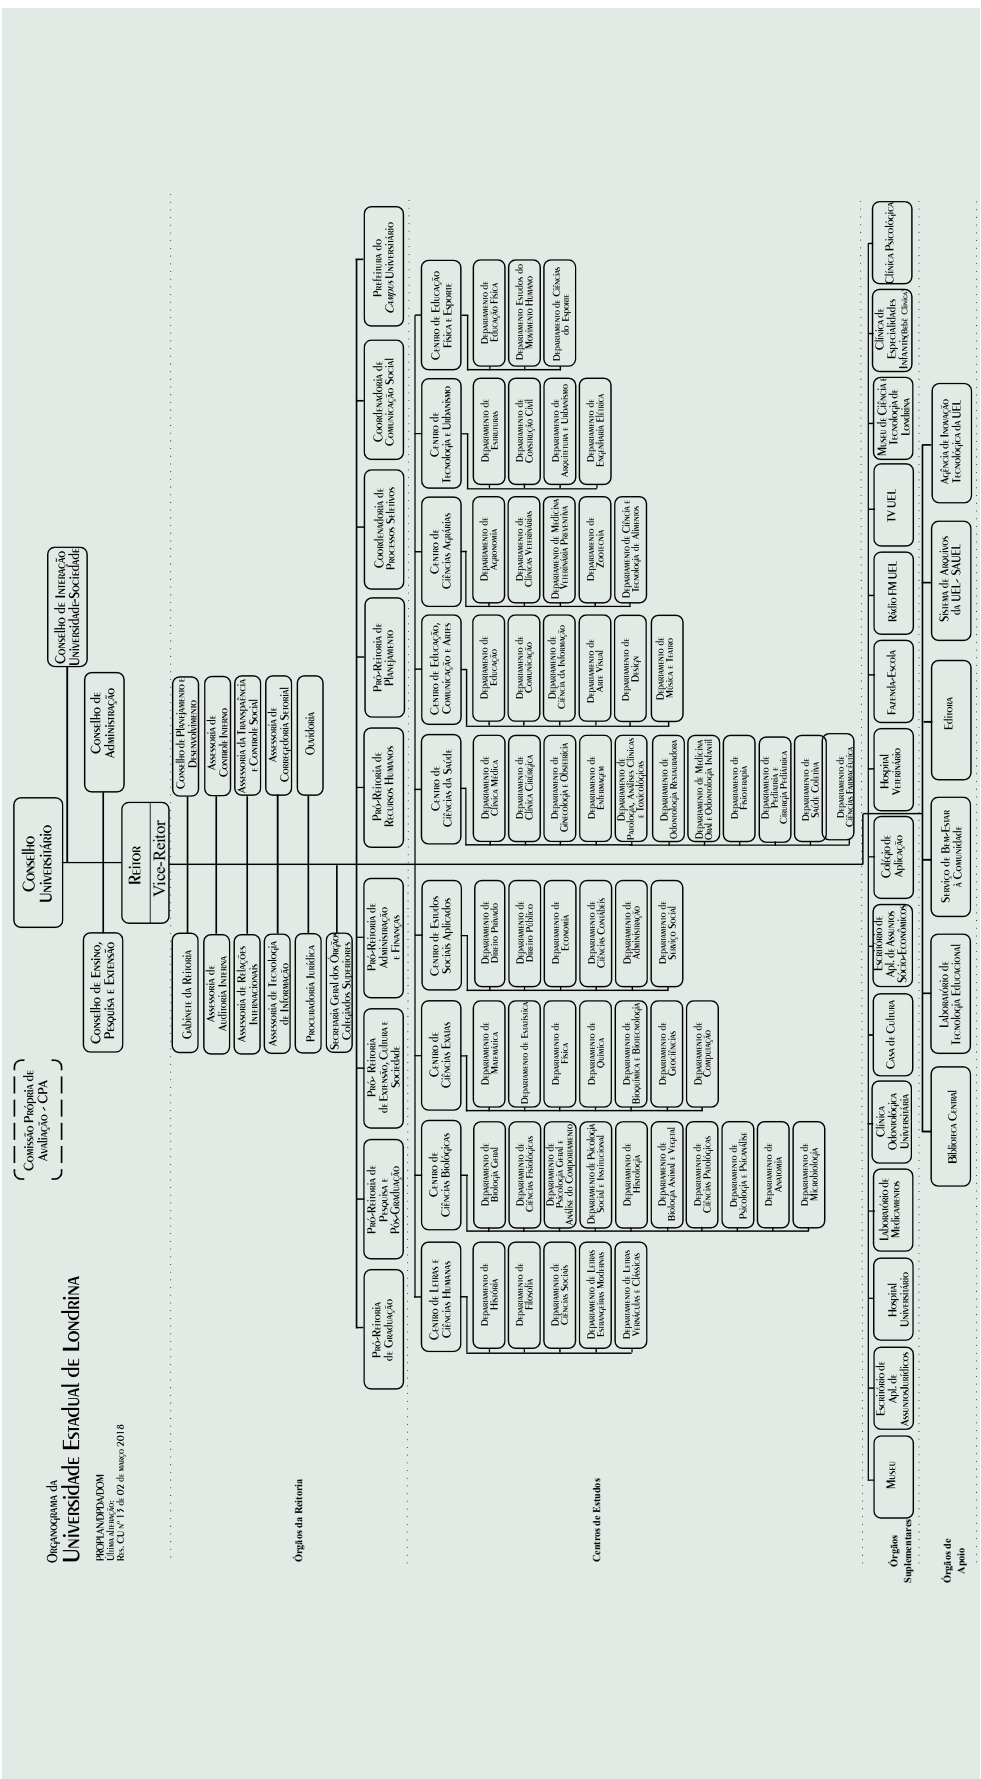 Organograma da
Universidade Estadual de Londrina
PROPLAN/DPDA/DOM
Última alteração:
Res. CU nº 13 de 02 de março 2018
Comissão Própria de
Avaliação - CPA
Conselho
Universitário
Conselho de Interação
Universidade-Sociedade
Conselho de Ensino,
Pesquisa e Extensão
Conselho de
Administração
Reitor
Vice-Reitor
Órgãos da Reitoria
Gabinete da Reitoria
Conselho de Planejamento e
Desenvolvimento
Assessoria de
Auditoria Interna
Assessoria de
Controle Interno
Assessoria de Relações
Internacionais
Assessoria da Transparência
e Controle Social
Assessoria de Tecnologia
de Informação
Assessoria de
Corregedoria Setorial
Procuradoria Jurídica
Ouvidoria
Secretaria Geral dos Órgãos
Colegiados Superiores
Pró-Reitoria
de Graduação
Pró-Reitoria de
Pesquisa e
Pós-Graduação
Pró- Reitoria
de Extensão, Cultura e
Sociedade
Pró-Reitoria de
Administração
e Finanças
Pró-Reitoria de
Recursos Humanos
Pró-Reitoria de
Planejamento
Coordenadoria de
Processos Seletivos
Coordenadoria de
Comunicação Social
Prefeitura do
Campus Universitário
Centros de Estudos
Centro de Letras e
Ciências Humanas
Departamento de
História
Departamento de
Filosofia
Departamento de
Ciências Sociais
Departamento de Letras
Estrangeiras Modernas
Departamento de Letras
Vernáculas e Clássicas
Centro de
Ciências Biológicas
Departamento de
Biologia Geral
Departamento de
Ciências Fisiológicas
Departamento de
Psicologia Geral e
Análise do Comportamento
Departamento de Psicologia
Social e Institucional
Departamento de
Histologia
Departamento de
Biologia Animal e Vegetal
Departamento de
Ciências Patológicas
Departamento de
Psicologia e Psicanálise
Departamento de
Anatomia
Departamento de
Microbiologia
Centro de
Ciências Exatas
Departamento de
Matemática
Departamento de Estatística
Departamento de
Física
Departamento de
Química
Departamento de
Bioquímica e Biotecnologia
Departamento de
Geociências
Departamento de
Computação
Centro de Estudos
Sociais Aplicados
Departamento de
Direito Privado
Departamento de
Direito Público
Departamento de
Economia
Departamento de
Ciências Contábeis
Departamento de
Administração
Departamento de
Serviço Social
Centro de
Ciências da Saúde
Departamento de
Clínica Médica
Departamento de
Clínica Cirúrgica
Departamento de
Ginecologia e Obstetrícia
Departamento de
Enfermagem
Departamento de
Patologia, Análises Clínicas
e Toxicológicas
Departamento de
Odontologia Restauradora
Departamento de Medicina
Oral e Odontologia Infantil
Departamento de
Fisioterapia
Departamento de
Pediatria e
Cirurgia Pediátrica
Departamento de
Saúde Coletiva
Departamento de
Ciências Farmacêutica
Centro de Educação,
Comunicação e Artes
Departamento de
Educação
Departamento de
Comunicação
Departamento de
Ciência da Informação
Departamento de
Arte Visual
Departamento de
Design
Departamento de
Música e Teatro
Centro de
Ciências Agrárias
Departamento de
Agronomia
Departamento de
Clínicas Veterinárias
Departamento de Medicina
Veterinária Preventiva
Departamento de
Zootecnia
Departamento de Ciência e
Tecnologia de Alimentos
Centro de
Tecnologia e Urbanismo
Departamento de
Estruturas
Departamento de
Construção Civil
Departamento de
Arquitetura e Urbanismo
Departamento de
Engenharia Elétrica
Centro de Educação
Física e Esporte
Departamento de
Educação Física
Departamento Estudos do
Movimento Humano
Departamento de Ciências
do Esporte
Órgãos
Suplementares
Museu
Escritório de
Apl. de
AssuntosJurídicos
Hospital
Universitário
Laboratório de
Medicamentos
Clínica
Odontológica
Universitária
Casa de Cultura
Escritório de
Apl. de Assuntos
Sócio-Econômicos
Colégio de
Aplicação
Hospital
Veterinário
Fazenda-Escola
Rádio FM UEL
TV UEL
Museu de Ciência e
Tecnologia de
Londrina
Clínica de
Especialidades
Infantis(Bebê Clínica)
Clínica Psicológica
Órgãos de
Apoio
Biblioteca Central
Laboratório de
Tecnologia Educacional
Serviço de Bem-Estar
à Comunidade
Editora
Sistema de Arquivos
da UEL- SAUEL
Agência de Inovação
Tecnológica da UEL